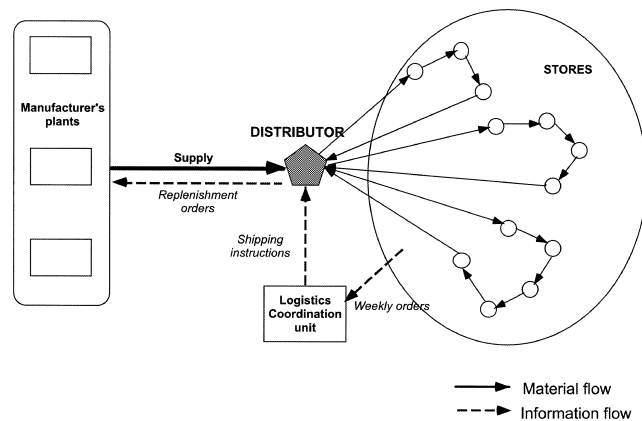 Manufacturer's
plants
STORES
DISTRIBUTOR
Supply
Replenishment
orders
Shipping
instructions
Logistics
Coordination
unit
Weekly orders
Material flow
Information flow